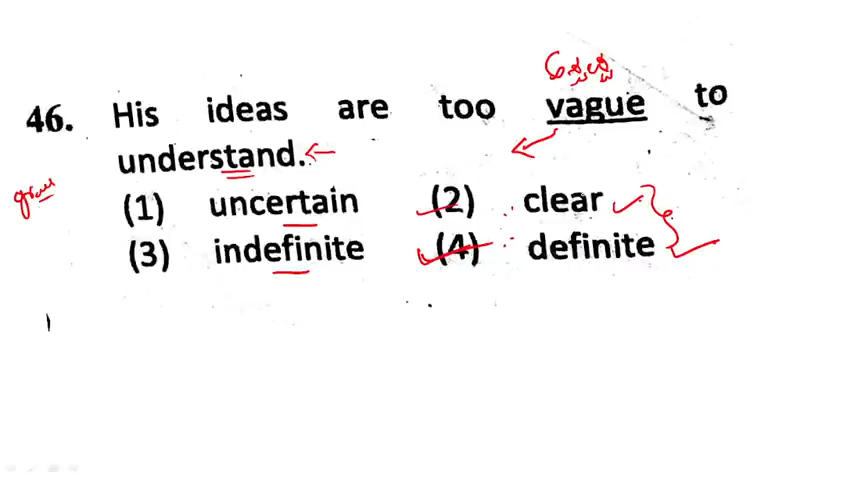 46. His ideas are too vague to
understand.
(1) uncertain (2) clear
(3) indefinite (4) definite